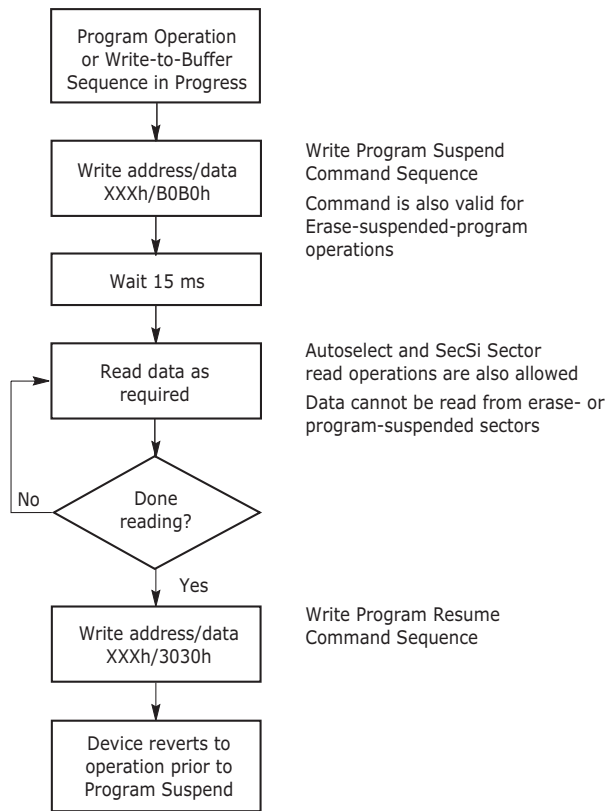 Program Operation
or Write-to-Buffer
Sequence in Progress
Write address/data
XXXh/B0B0h
Write Program Suspend
Command Sequence
Command is also valid for
Erase-suspended-program
operations
Wait 15 ms
Read data as
required
Autoselect and SecSi Sector
read operations are also allowed
Data cannot be read from erase- or
program-suspended sectors
No
Done
reading?
Yes
Write address/data
XXXh/3030h
Write Program Resume
Command Sequence
Device reverts to
operation prior to
Program Suspend